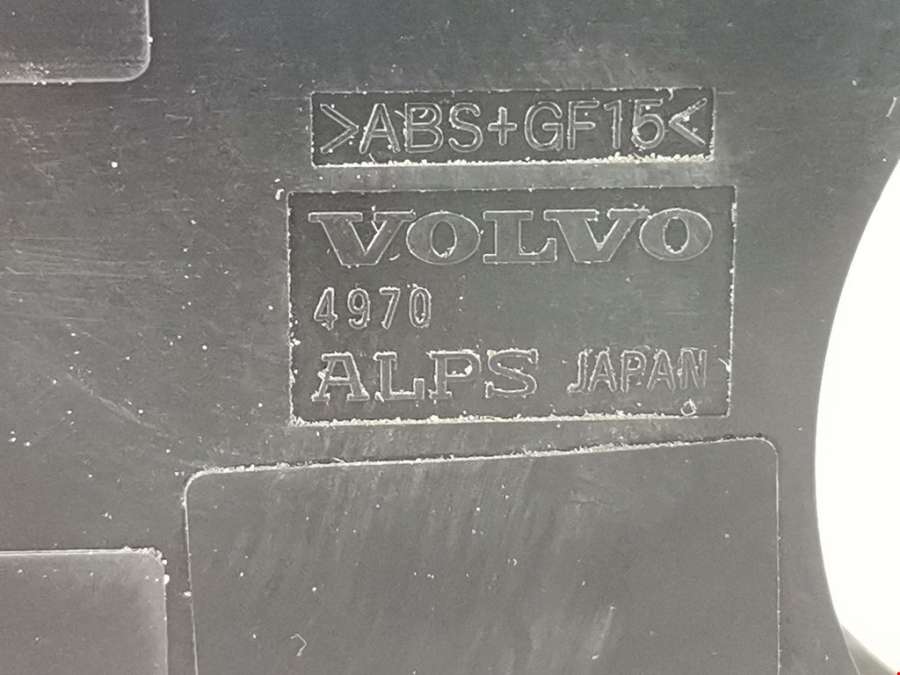 >ABS+GF15<
VOLVO
4970
ALPS JAPAN